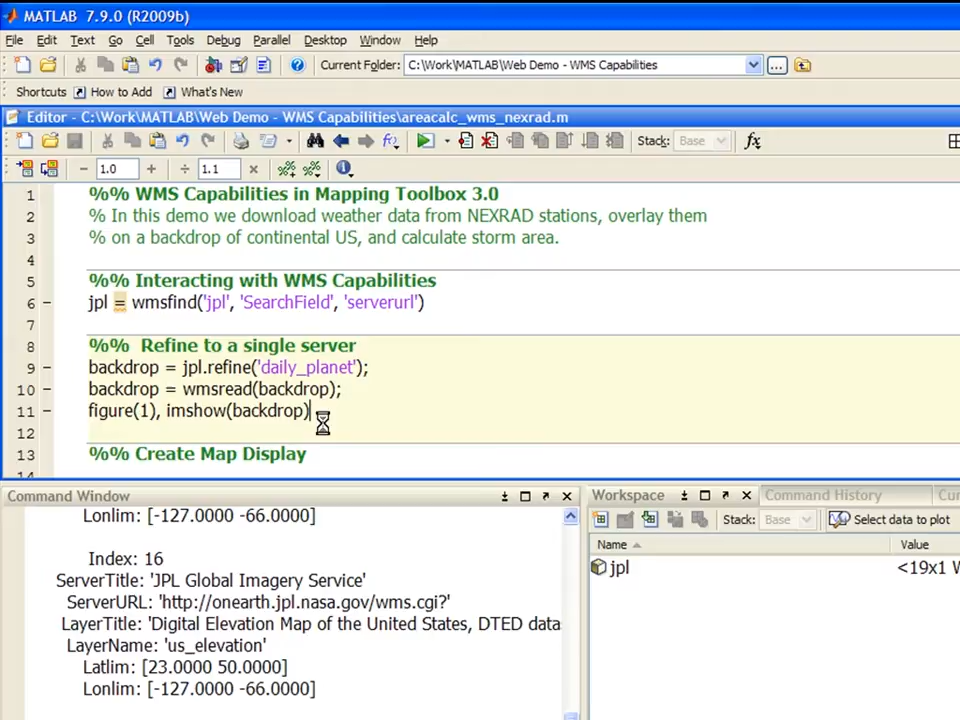 MATLAB 7.9.0 (R2009b)
File Edit Text Go Cell Tools Debug Parallel Desktop Window Help
Current Folder: C:\Work\MATLAB\Web Demo - WMS Capabilities
Shortcuts How to Add What's New
Editor - C:\Work\MATLAB\Web Demo - WMS Capabilities\areacalc_wms_nexrad.m
Stack: Base fx
− 1.0 + ÷ 1.1 ×
1 %% WMS Capabilities in Mapping Toolbox 3.0
2 % In this demo we download weather data from NEXRAD stations, overlay them
3 % on a backdrop of continental US, and calculate storm area.
4
5 %% Interacting with WMS Capabilities
6 – jpl = wmsfind('jpl', 'SearchField', 'serverurl')
7
8 %% Refine to a single server
9 – backdrop = jpl.refine('daily_planet');
10 – backdrop = wmsread(backdrop);
11 – figure(1), imshow(backdrop)
12
13 %% Create Map Display
14
Command Window
Lonlim: [-127.0000 -66.0000]
Index: 16
ServerTitle: 'JPL Global Imagery Service'
ServerURL: 'http://onearth.jpl.nasa.gov/wms.cgi?'
LayerTitle: 'Digital Elevation Map of the United States, DTED data
LayerName: 'us_elevation'
Latlim: [23.0000 50.0000]
Lonlim: [-127.0000 -66.0000]
Workspace Command History Cu
Stack: Base Select data to plot
Name Value
jpl <19x1 W